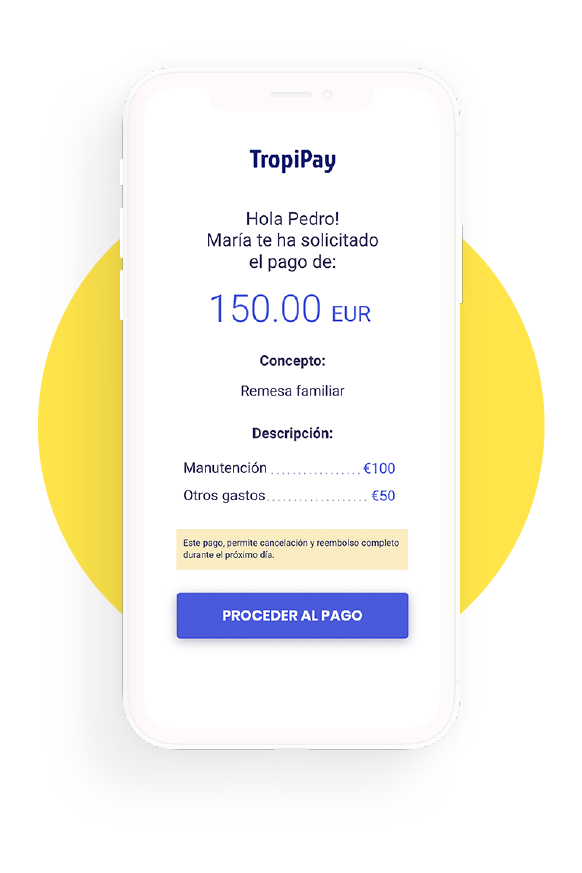 TropiPay
Hola Pedro!
María te ha solicitado
el pago de:
150.00 EUR
Concepto:
Remesa familiar
Descripción:
Manutención ................. €100
Otros gastos................... €50
Este pago, permite cancelación y reembolso completo
durante el próximo día.
PROCEDER AL PAGO